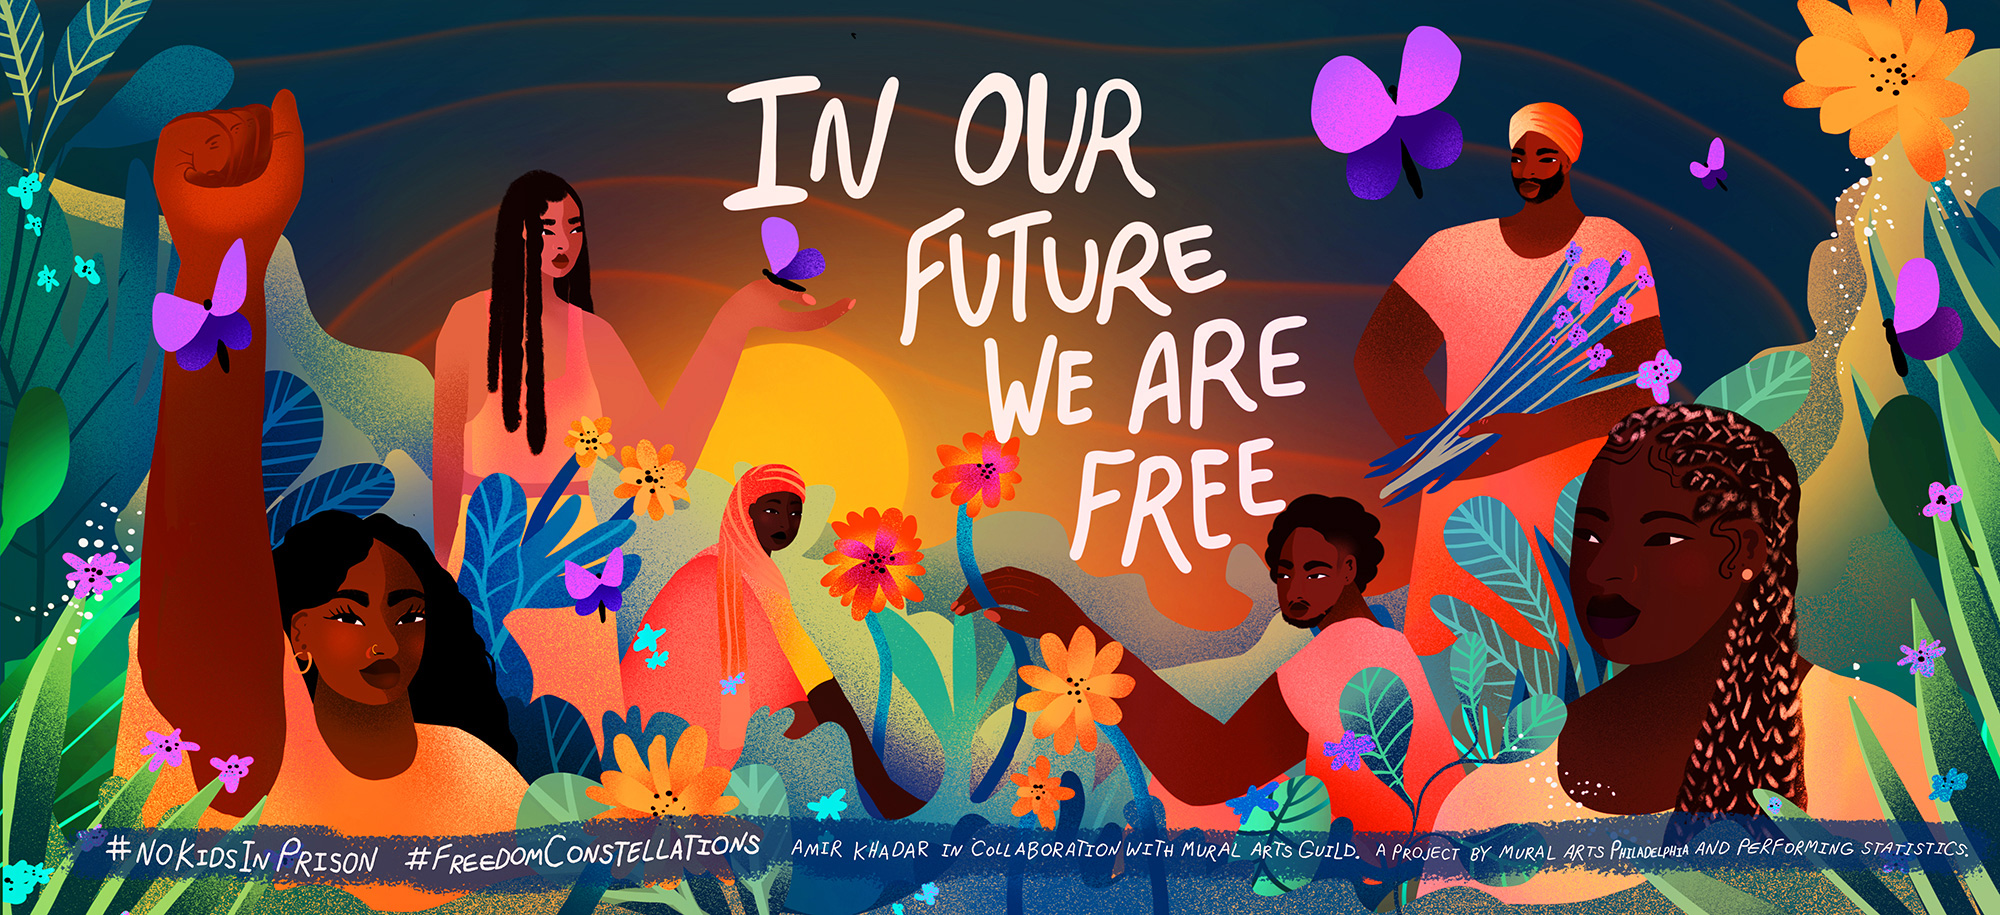 IN OUR
FUTURE
WE ARE
FREE
#NOKIDSINPRISON #FREEDOMCONSTELLATIONS AMIR KHADAR IN COLLABORATION WITH MURAL ARTS GUILD. A PROJECT BY MURAL ARTS PHILADELPHIA AND PERFORMING STATISTICS.